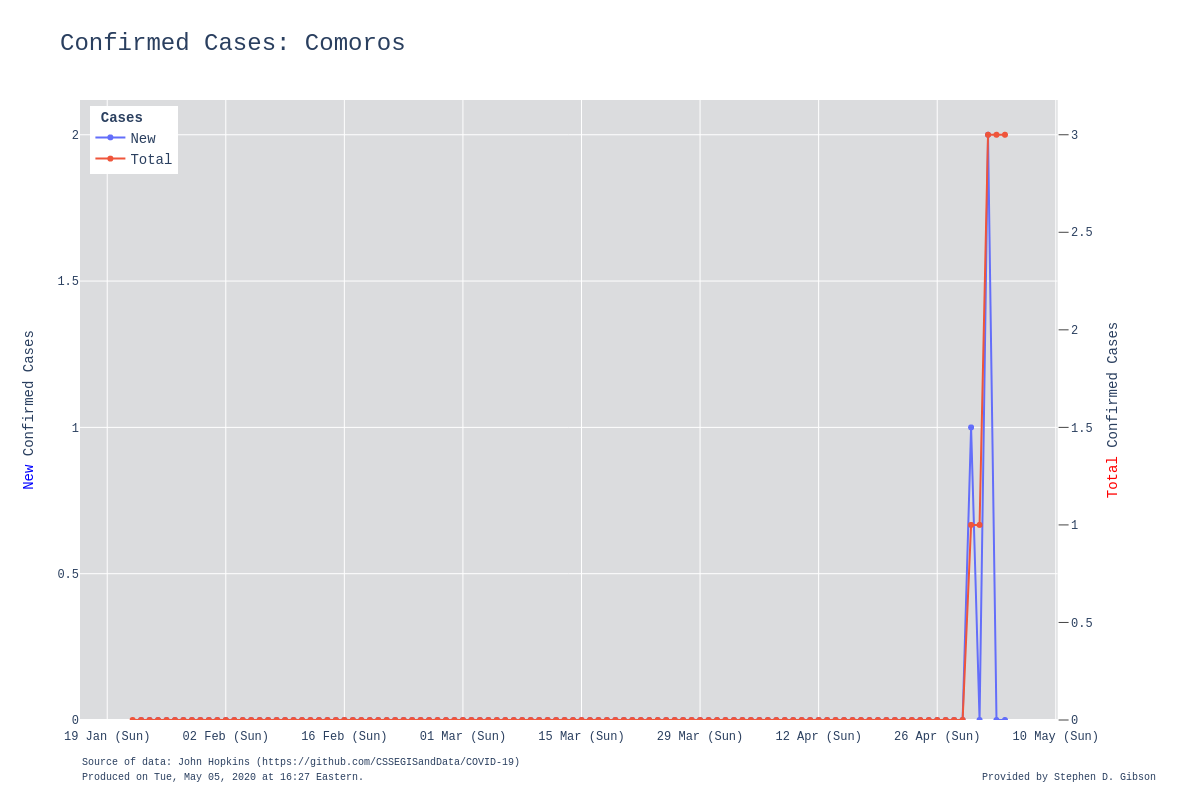 Confirmed Cases: Comoros
Cases
New
Total
2
1.5
1
0.5
0
3
2.5
2
1.5
1
0.5
0
New Confirmed Cases
Total Confirmed Cases
19 Jan (Sun) 02 Feb (Sun) 16 Feb (Sun) 01 Mar (Sun) 15 Mar (Sun) 29 Mar (Sun) 12 Apr (Sun) 26 Apr (Sun) 10 May (Sun)
Source of data: John Hopkins (https://github.com/CSSEGISandData/COVID-19)
Produced on Tue, May 05, 2020 at 16:27 Eastern.
Provided by Stephen D. Gibson